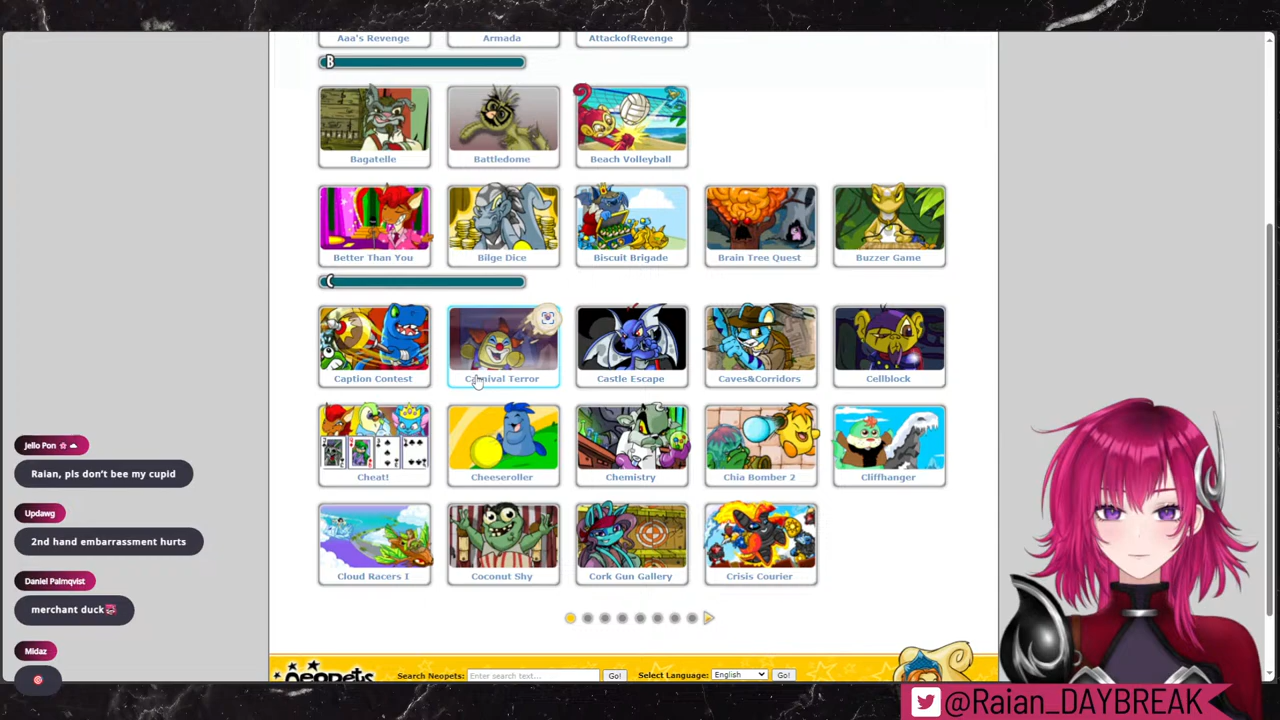 Aaa's Revenge
Armada
AttackofRevenge
B
Bagatelle
Battledome
Beach Volleyball
Better Than You
Bilge Dice
Biscuit Brigade
Brain Tree Quest
Buzzer Game
C
Caption Contest
Carnival Terror
Castle Escape
Caves&Corridors
Cellblock
Cheat!
Cheeseroller
Chemistry
Chia Bomber 2
Cliffhanger
Cloud Racers I
Coconut Shy
Cork Gun Gallery
Crisis Courier
neopets
Search Neopets:
Enter search text...
Go!
Select Language:
English
Go!
Jello Pon
Raian, pls don't bee my cupid
Updawg
2nd hand embarrassment hurts
Daniel Palmqvist
merchant duck
Midaz
@Raian_DAYBREAK